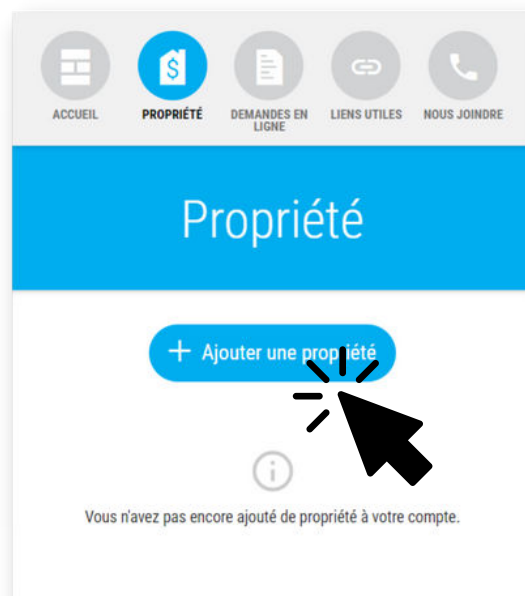 ACCUEIL
PROPRIÉTÉ
DEMANDES EN
LIGNE
LIENS UTILES
NOUS JOINDRE
Propriété
+ Ajouter une propriété
Vous n'avez pas encore ajouté de propriété à votre compte.